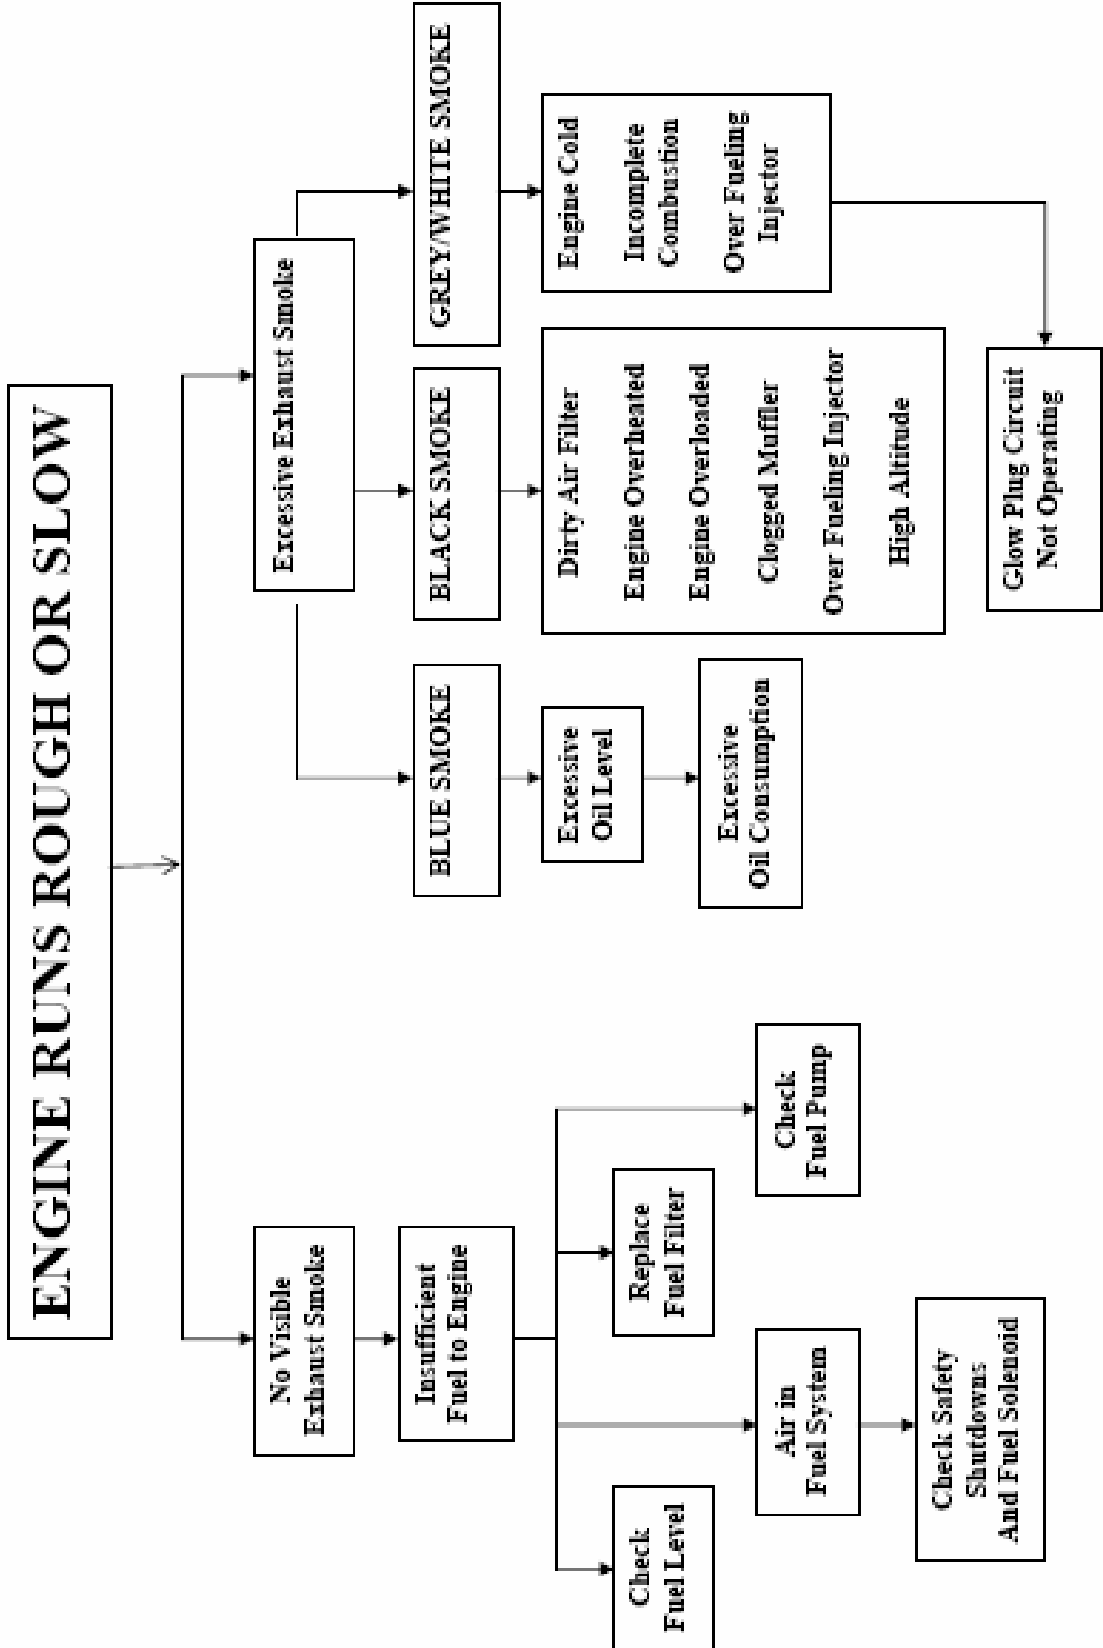 ENGINE RUNS ROUGH OR SLOW
No Visible
Exhaust Smoke
Excessive Exhaust Smoke
Insufficient
Fuel to Engine
BLUE SMOKE
BLACK SMOKE
GREY/WHITE SMOKE
Check
Fuel Level
Air in
Fuel System
Replace
Fuel Filter
Check
Fuel Pump
Check Safety
Shutdowns
And Fuel Solenoid
Excessive
Oil Level
Excessive
Oil Consumption
Dirty Air Filter
Engine Overheated
Engine Overloaded
Clogged Muffler
Over Fueling Injector
High Altitude
Engine Cold
Incomplete
Combustion
Over Fueling
Injector
Glow Plug Circuit
Not Operating